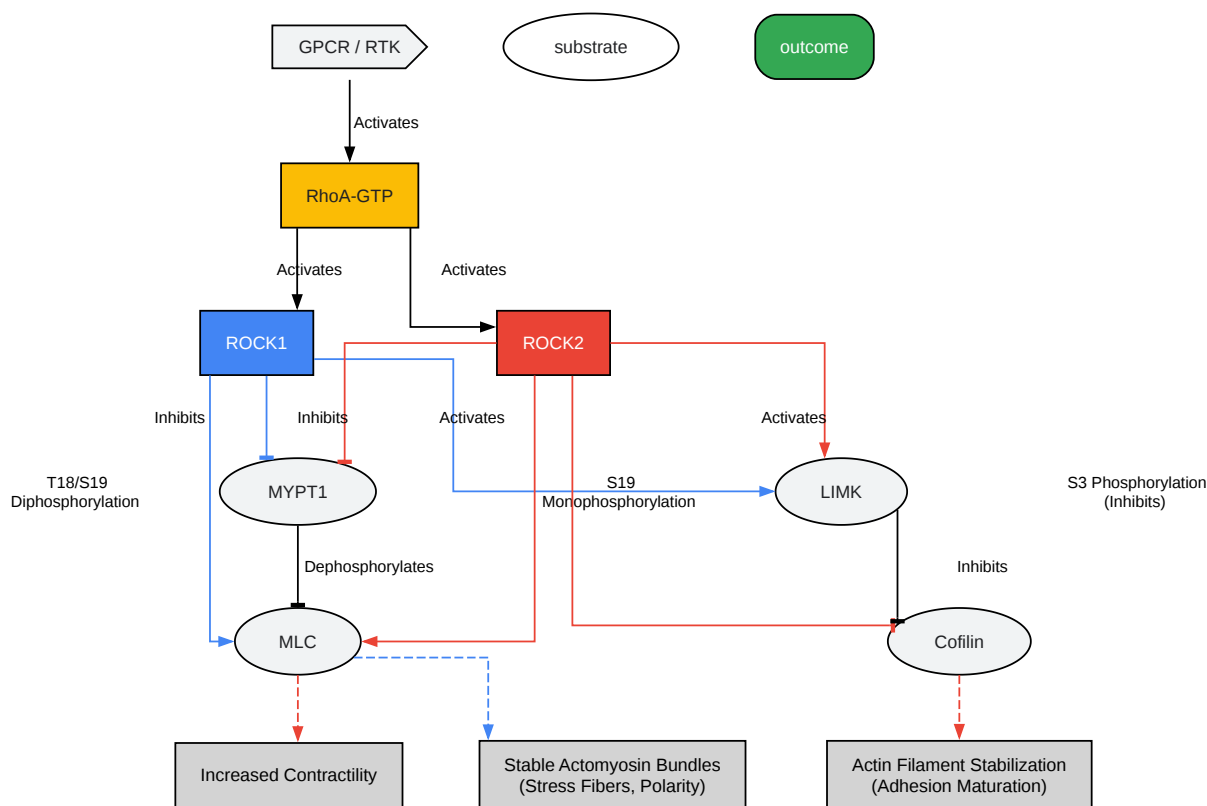 GPCR / RTK
substrate
outcome
Activates
RhoA-GTP
Activates
Activates
ROCK1
ROCK2
Inhibits
Inhibits
Activates
Activates
T18/S19
Diphosphorylation
MYPT1
S19
Monophosphorylation
LIMK
S3 Phosphorylation
(Inhibits)
Dephosphorylates
Inhibits
MLC
Cofilin
Increased Contractility
Stable Actomyosin Bundles
(Stress Fibers, Polarity)
Actin Filament Stabilization
(Adhesion Maturation)